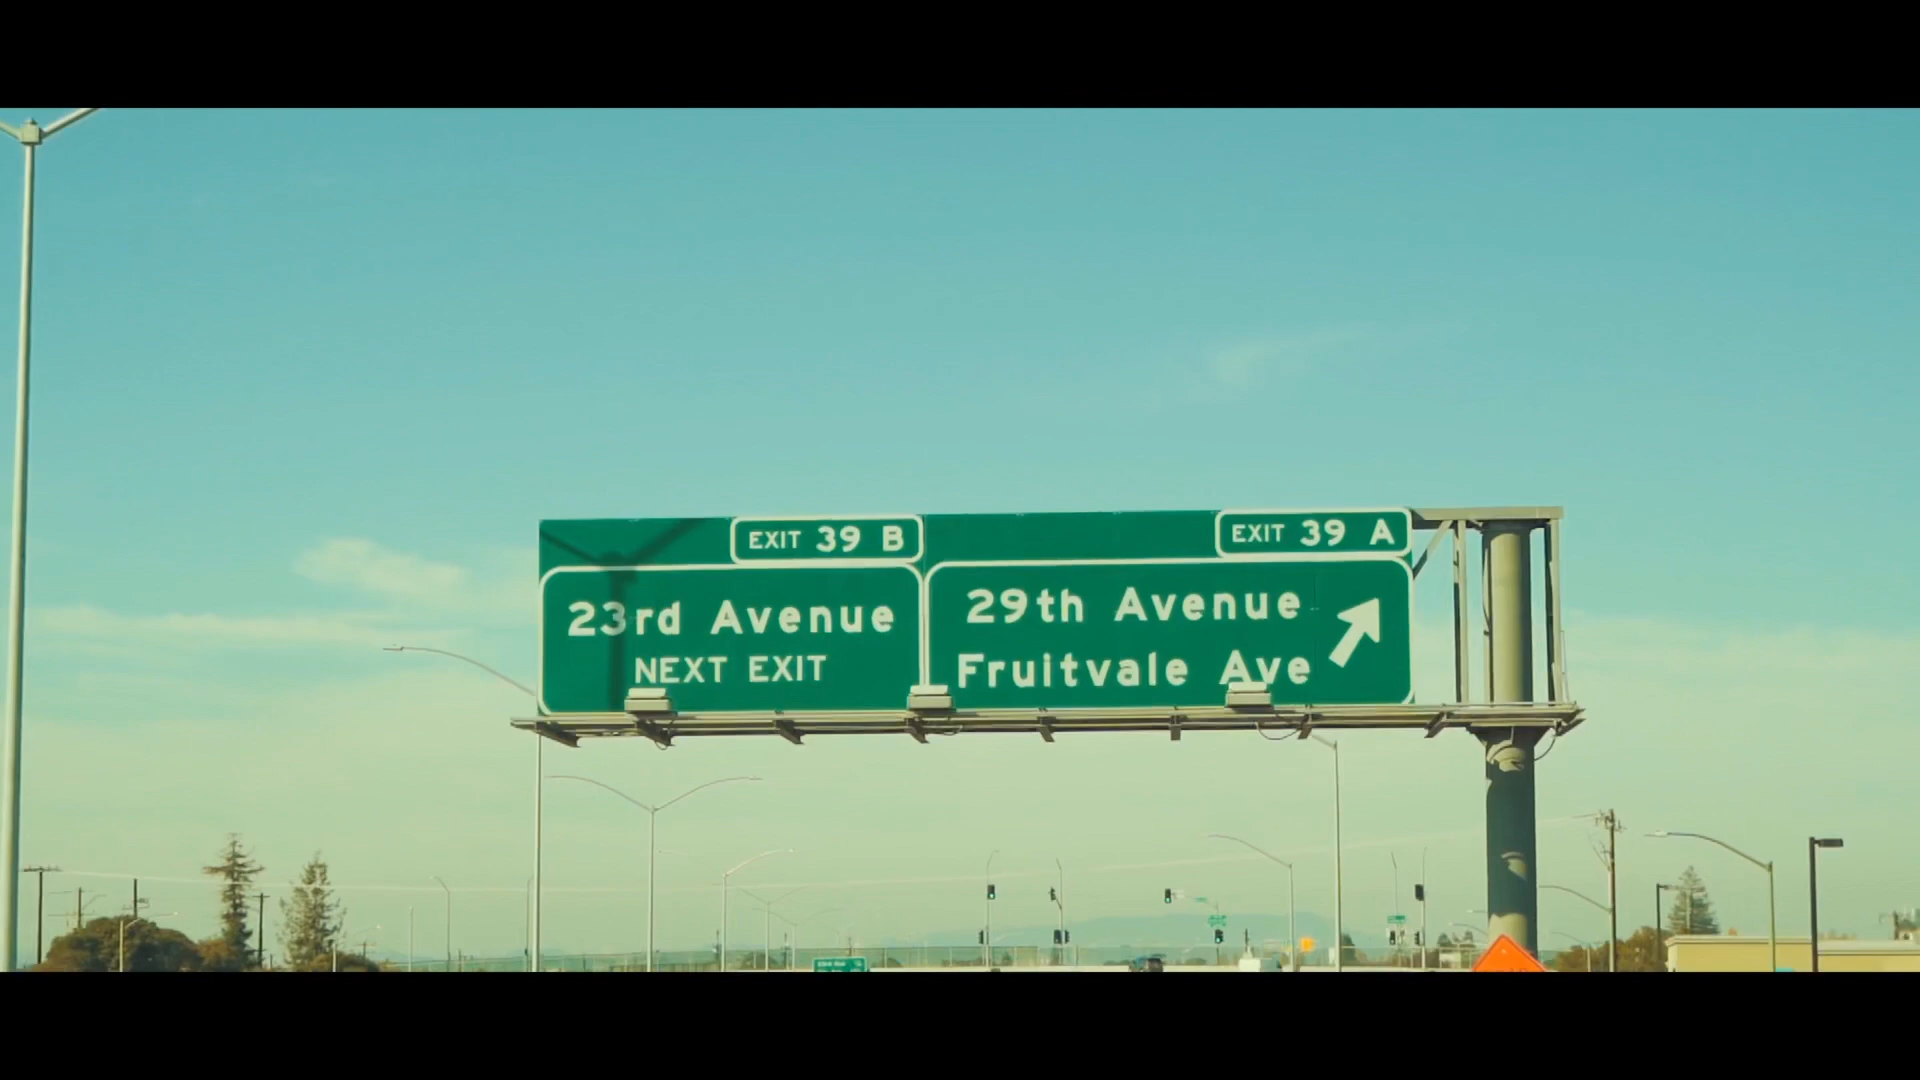 EXIT 39 B
23rd Avenue
NEXT EXIT
EXIT 39 A
29th Avenue
Fruitvale Ave